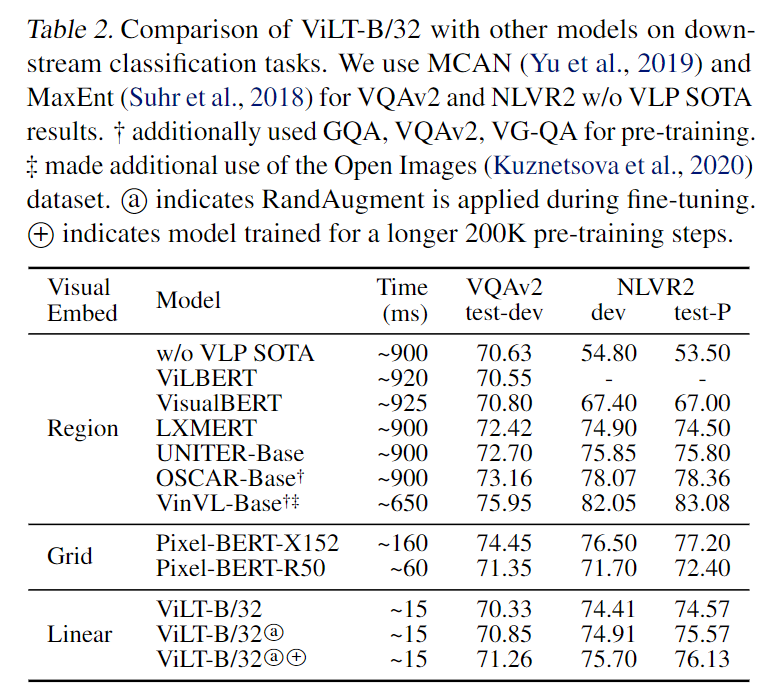 Table 2. Comparison of ViLT-B/32 with other models on down-
stream classification tasks. We use MCAN (Yu et al., 2019) and
MaxEnt (Suhr et al., 2018) for VQAv2 and NLVR2 w/o VLP SOTA
results. † additionally used GQA, VQAv2, VG-QA for pre-training.
‡ made additional use of the Open Images (Kuznetsova et al., 2020)
dataset. ⓐ indicates RandAugment is applied during fine-tuning.
⊕ indicates model trained for a longer 200K pre-training steps.
Visual Embed Model Time (ms) VQAv2 test-dev NLVR2 dev test-P
Region
w/o VLP SOTA ~900 70.63 54.80 53.50
ViLBERT ~920 70.55 - -
VisualBERT ~925 70.80 67.40 67.00
LXMERT ~900 72.42 74.90 74.50
UNITER-Base ~900 72.70 75.85 75.80
OSCAR-Base† ~900 73.16 78.07 78.36
VinVL-Base†‡ ~650 75.95 82.05 83.08
Grid
Pixel-BERT-X152 ~160 74.45 76.50 77.20
Pixel-BERT-R50 ~60 71.35 71.70 72.40
Linear
ViLT-B/32 ~15 70.33 74.41 74.57
ViLT-B/32ⓐ ~15 70.85 74.91 75.57
ViLT-B/32ⓐ⊕ ~15 71.26 75.70 76.13